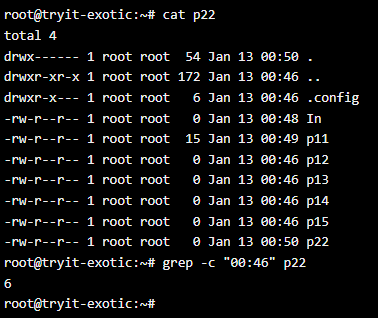 root@tryit-exotic:~# cat p22
total 4
drwx------ 1 root root  54 Jan 13 00:50 .
drwxr-xr-x 1 root root 172 Jan 13 00:46 ..
drwxr-x--- 1 root root   6 Jan 13 00:46 .config
-rw-r--r-- 1 root root   0 Jan 13 00:48 In
-rw-r--r-- 1 root root  15 Jan 13 00:49 p11
-rw-r--r-- 1 root root   0 Jan 13 00:46 p12
-rw-r--r-- 1 root root   0 Jan 13 00:46 p13
-rw-r--r-- 1 root root   0 Jan 13 00:46 p14
-rw-r--r-- 1 root root   0 Jan 13 00:46 p15
-rw-r--r-- 1 root root   0 Jan 13 00:50 p22
root@tryit-exotic:~# grep -c "00:46" p22
6
root@tryit-exotic:~#